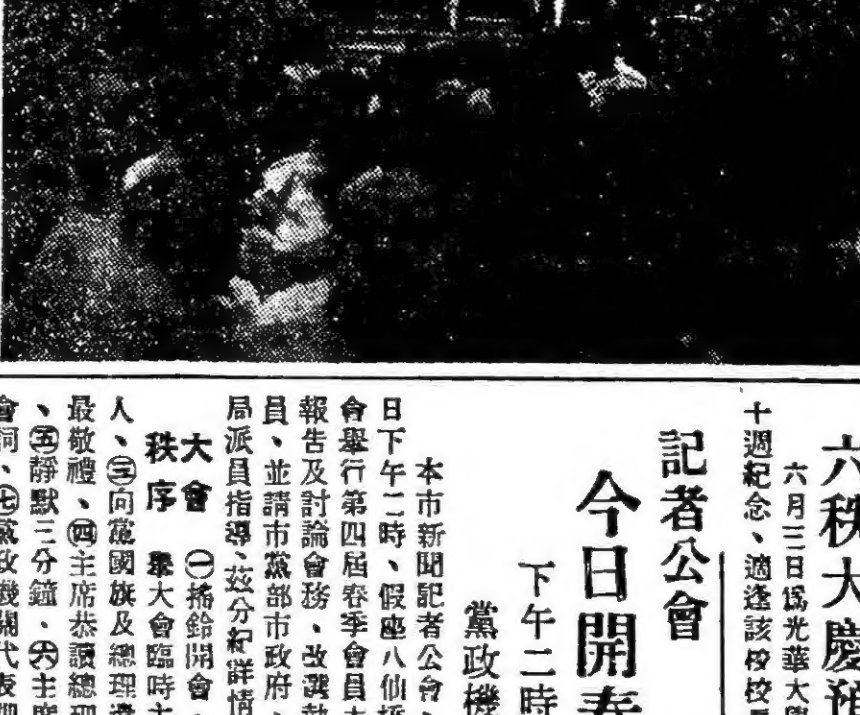 六秩大慶
六月三日爲光華大
十週紀念、適逢該校校
記者公會
今日開春
下午二時
黨政機
本市新聞記者公會、
日下午二時、假座八仙橋
會舉行第四屆春季會員大
報告及討論會務、改選執
員、並請市黨部市政府、
局派員指導、茲分紀詳情
大會秩序
㊀搖鈴開會、
㊁推大會臨時主
人、㊂向黨國旗及總理遺
最敬禮、㊃主席恭讀總理
、㊄靜默三分鐘、㊅主席
會詞、㊆黨政機關代表